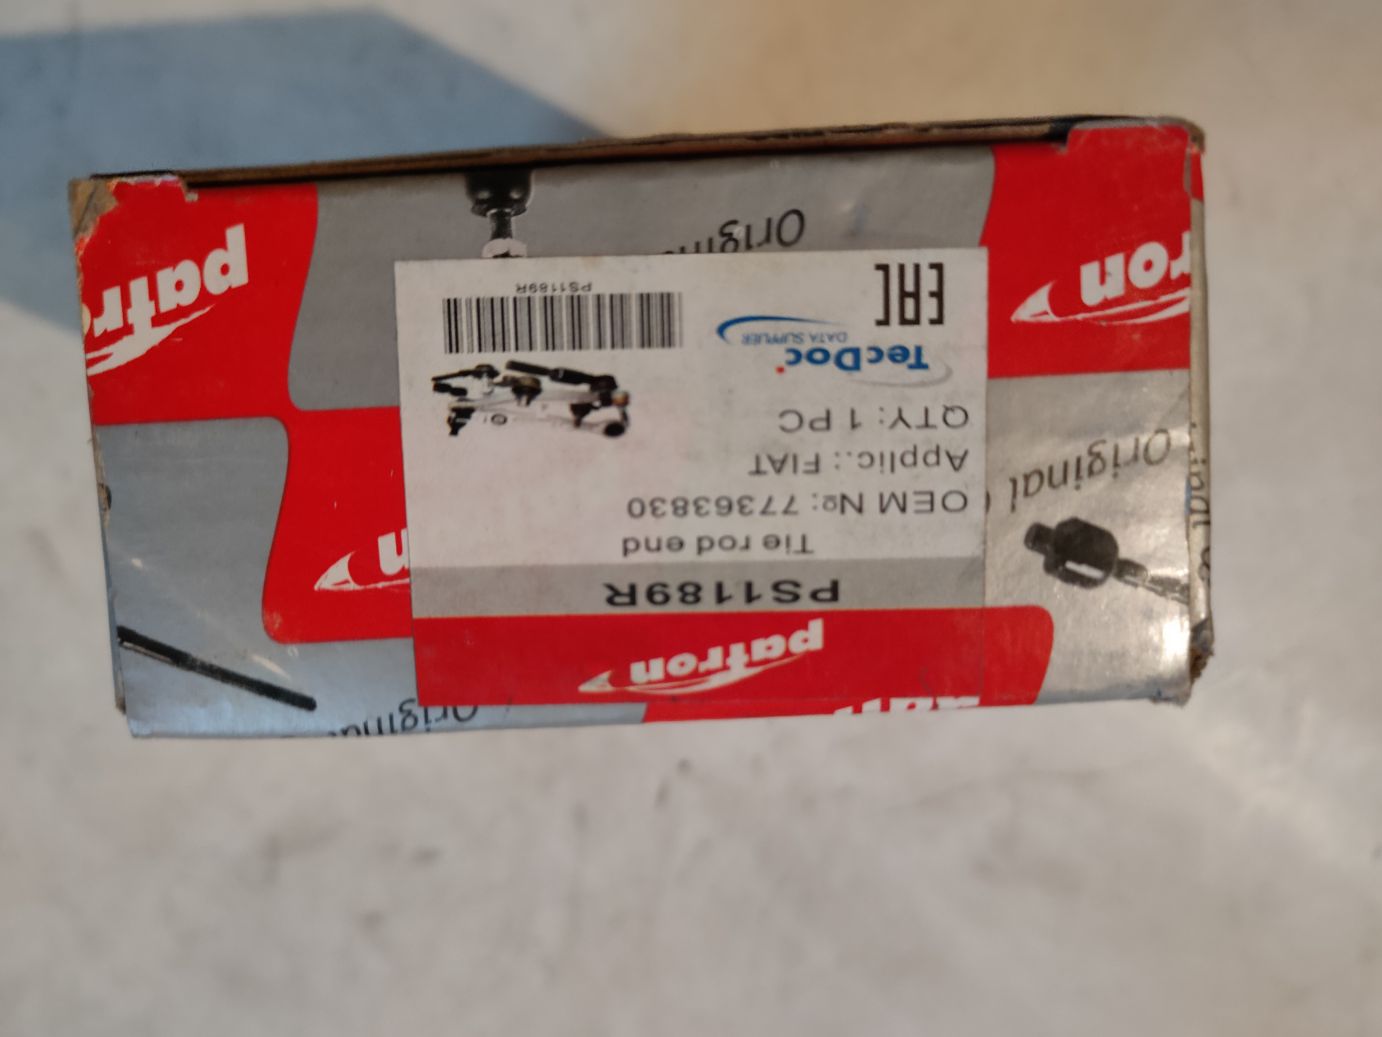 patron
PS1189R
Tie rod end
OEM №: 77363830
Applic.: FIAT
QTY: 1 PC
TecDoc
DATA SUPPLIER
EAC
PS1189R
Original
Original
Original
patron
patron